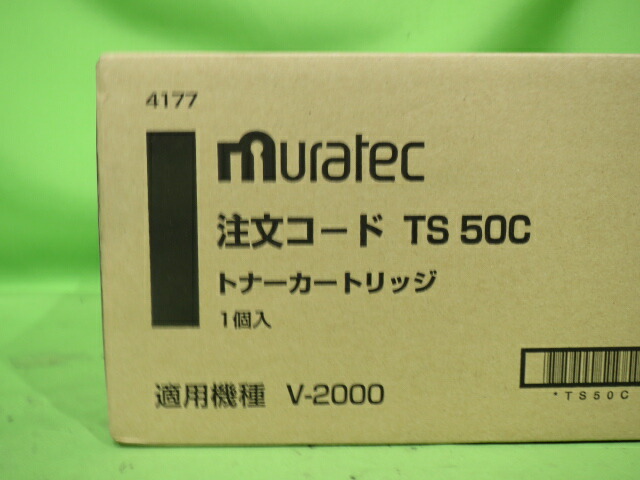 4177
muratec
注文コード TS 50C
トナーカートリッジ
1個入
適用機種 V-2000
*TS50C